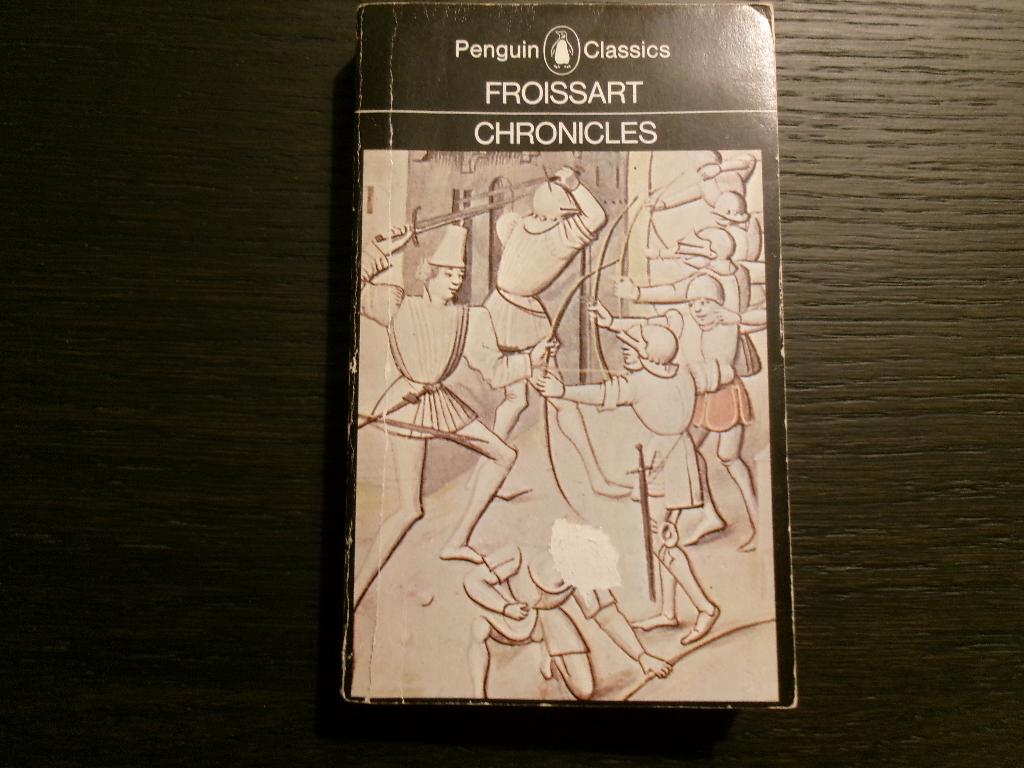 Penguin Classics
FROISSART
CHRONICLES